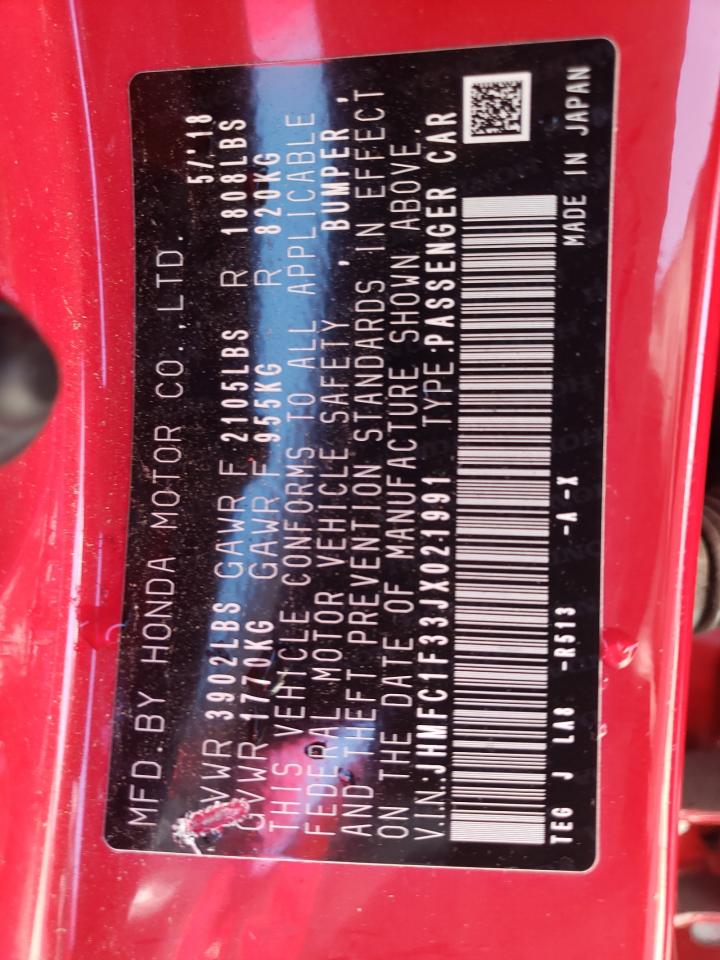 MFD.BY HONDA MOTOR CO.,LTD. 5/'18
VWR 3902LBS GAWR F 2105LBS R 1808LBS
GVWR 1770KG GAWR F 955KG R 820KG
THIS VEHICLE CONFORMS TO ALL APPLICABLE
FEDERAL MOTOR VEHICLE SAFETY , BUMPER ,
AND THEFT PREVENTION STANDARDS IN EFFECT
ON THE DATE OF MANUFACTURE SHOWN ABOVE.
V.I.N.:JHMFC1F33JX021991 TYPE:PASSENGER CAR
TEG J LA8 -R513 -A-X MADE IN JAPAN